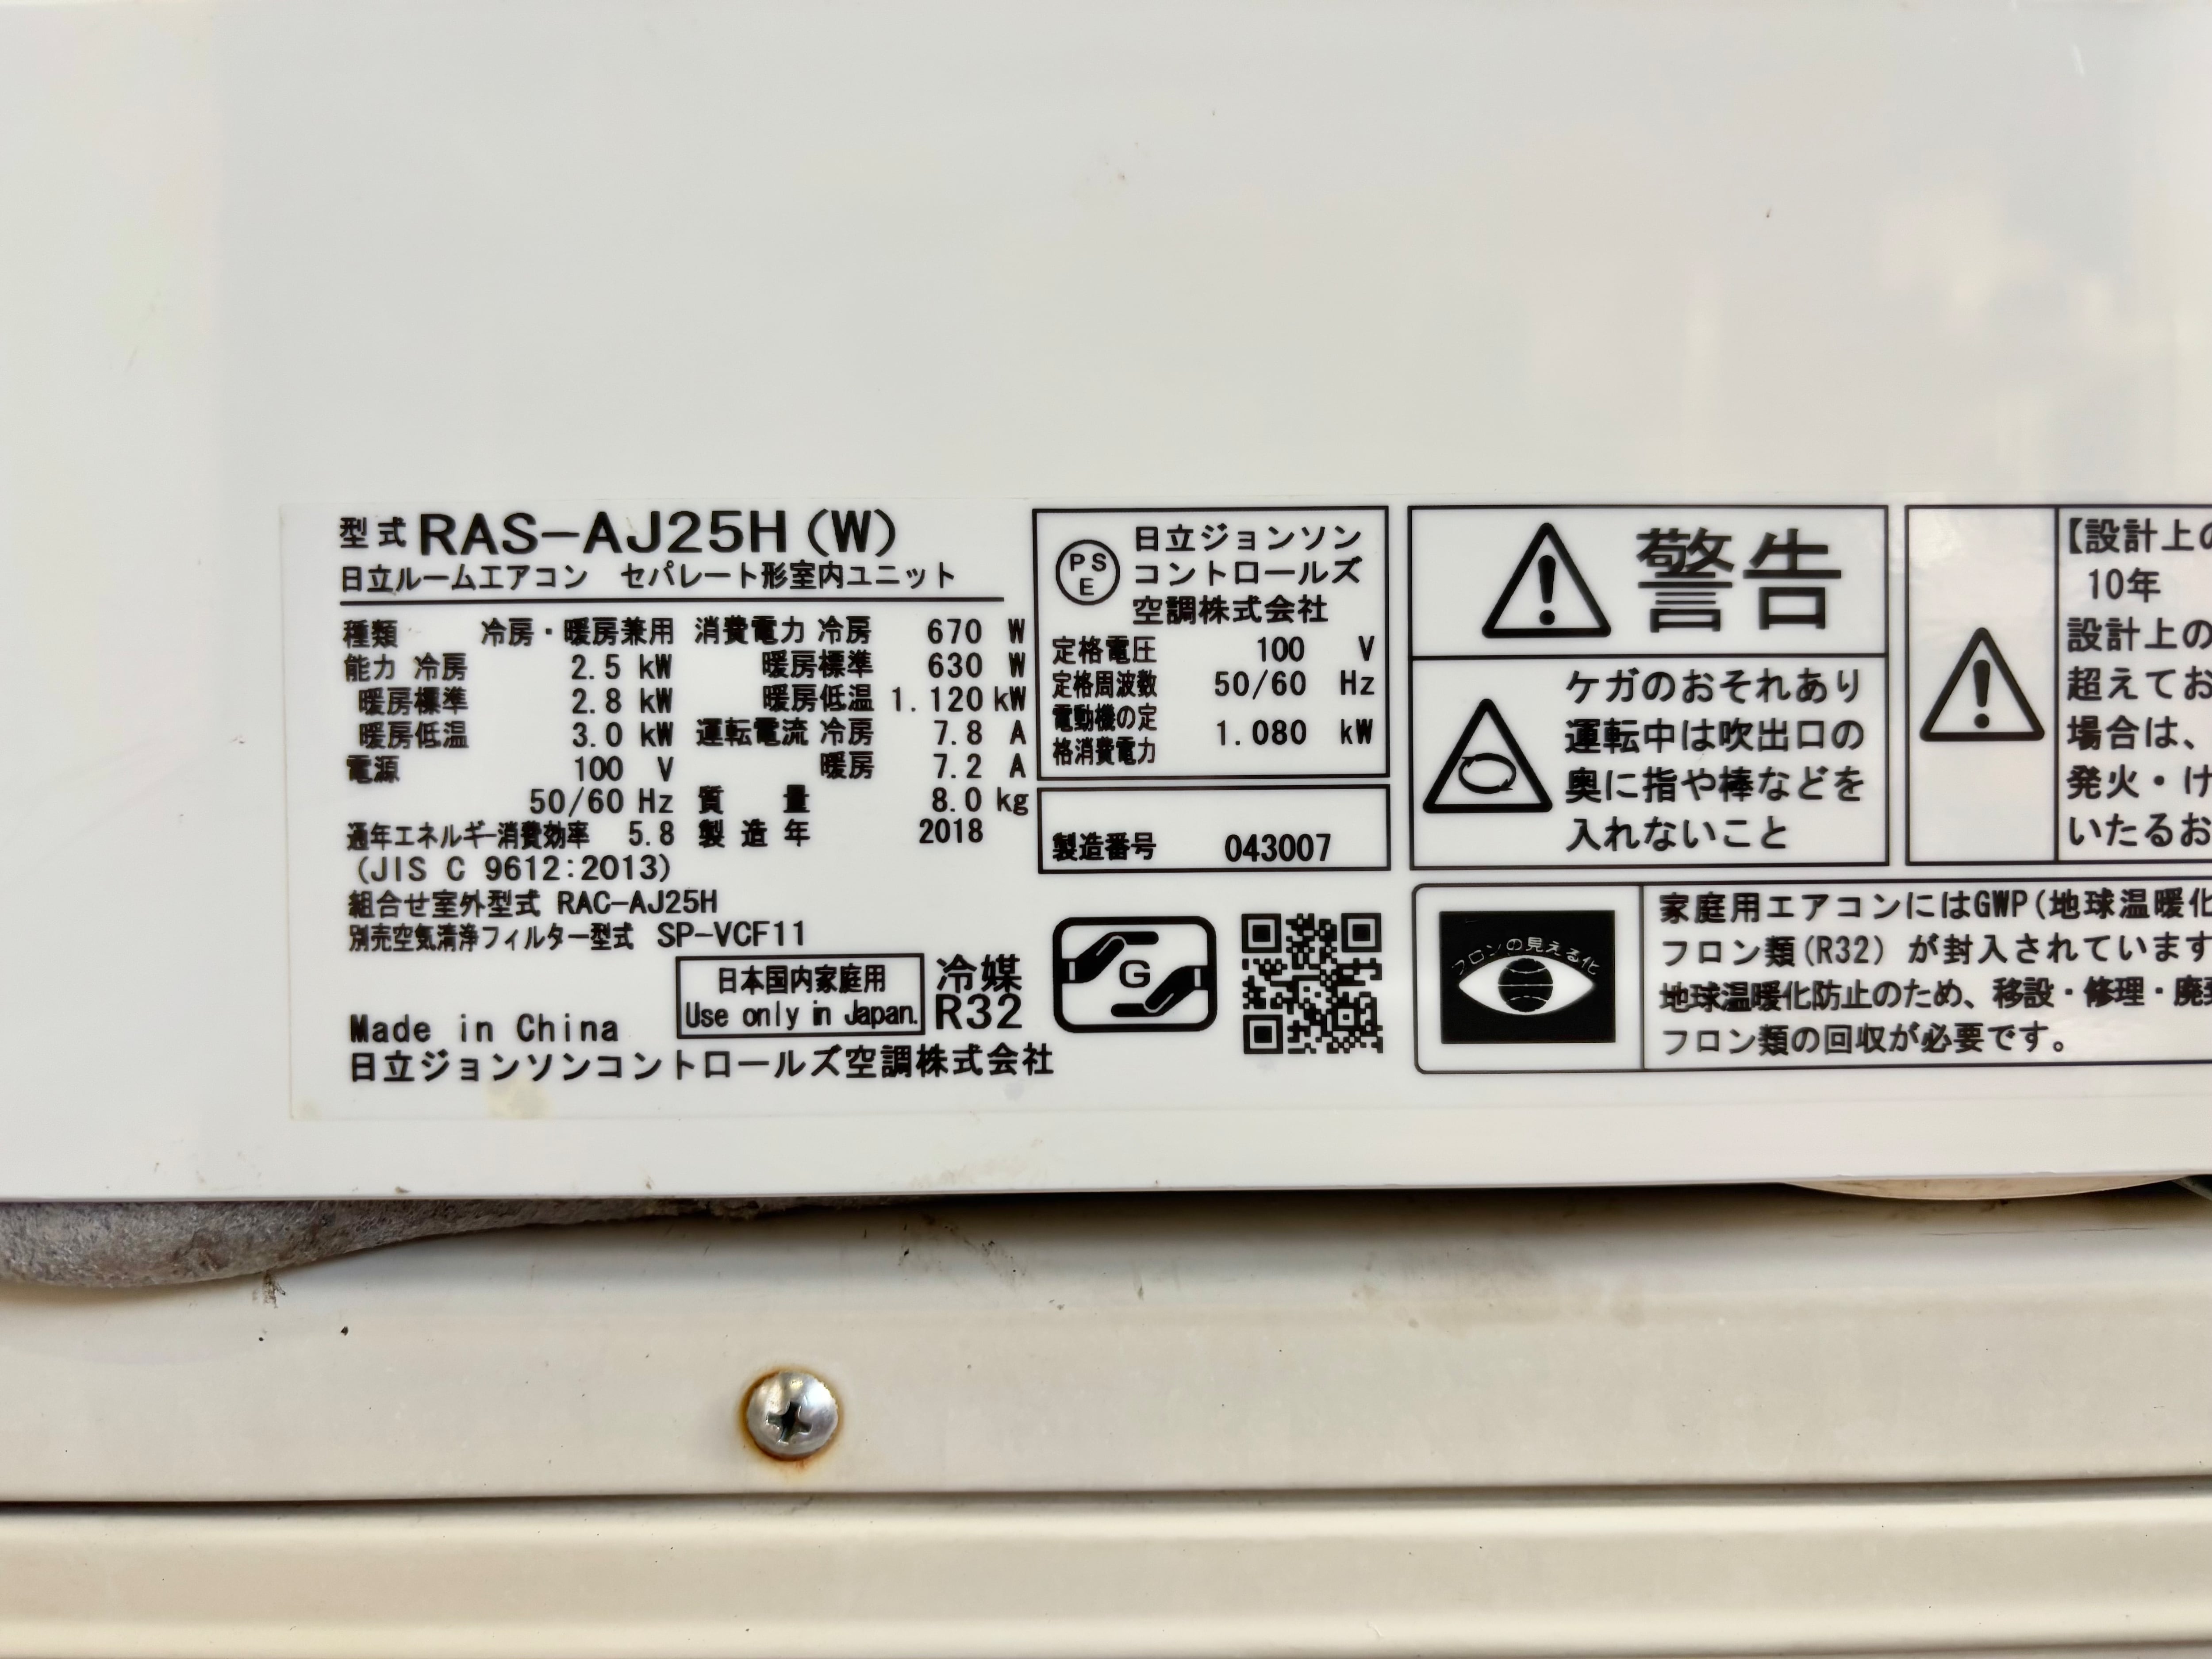 型式 RAS-AJ25H(W)
日立ルームエアコン セパレート形室内ユニット
種類 冷房・暖房兼用
能力 冷房 2.5 kW
暖房標準 2.8 kW
暖房低温 3.0 kW
電源 100 V
50/60 Hz
通年エネルギー消費効率 5.8
(JIS C 9612:2013)
消費電力 冷房 670 W
暖房標準 630 W
暖房低温 1.120 kW
運転電流 冷房 7.8 A
暖房 7.2 A
質量 8.0 kg
製造年 2018
組合せ室外型式 RAC-AJ25H
別売空気清浄フィルター型式 SP-VCF11
日本国内家庭用
Use only in Japan.
冷媒
R32
Made in China
日立ジョンソンコントロールズ空調株式会社
PS
E
日立ジョンソン
コントロールズ
空調株式会社
定格電圧 100 V
定格周波数 50/60 Hz
電動機の定
格消費電力 1.080 kW
製造番号 043007
G
警告
ケガのおそれあり
運転中は吹出口の
奥に指や棒などを
入れないこと
【設計上の
10年
設計上の
超えてお
場合は、
発火・け
いたるお
フロンの見える化
家庭用エアコンにはGWP(地球温暖化
フロン類(R32) が封入されています
地球温暖化防止のため、移設・修理・廃
フロン類の回収が必要です。